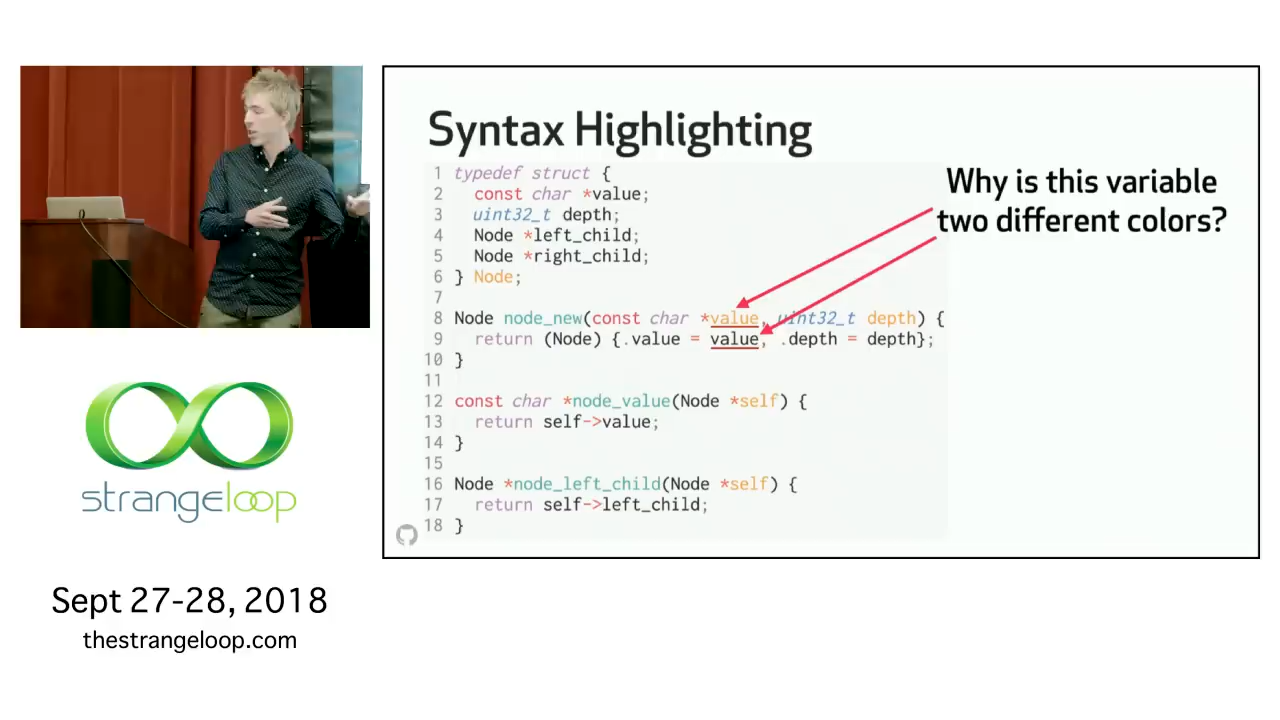 Syntax Highlighting
1 typedef struct {
2 const char *value;
3 uint32_t depth;
4 Node *left_child;
5 Node *right_child;
6 } Node;
7
8 Node node_new(const char *value, uint32_t depth) {
9 return (Node) {.value = value, .depth = depth};
10 }
11
12 const char *node_value(Node *self) {
13 return self->value;
14 }
15
16 Node *node_left_child(Node *self) {
17 return self->left_child;
18 }
Why is this variable
two different colors?
strangeloop
Sept 27-28, 2018
thestrangeloop.com